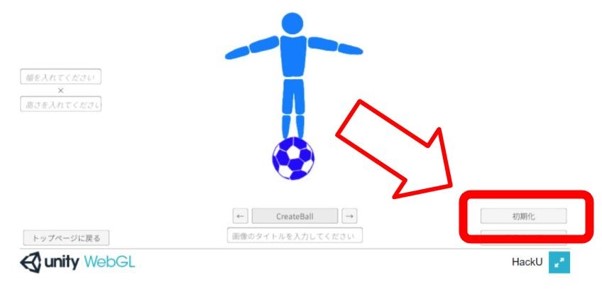 幅を入れてください
×
高さを入れてください
← CreateBall →
初期化
トップページに戻る
画像のタイトルを入力してください
unity WebGL
HackU